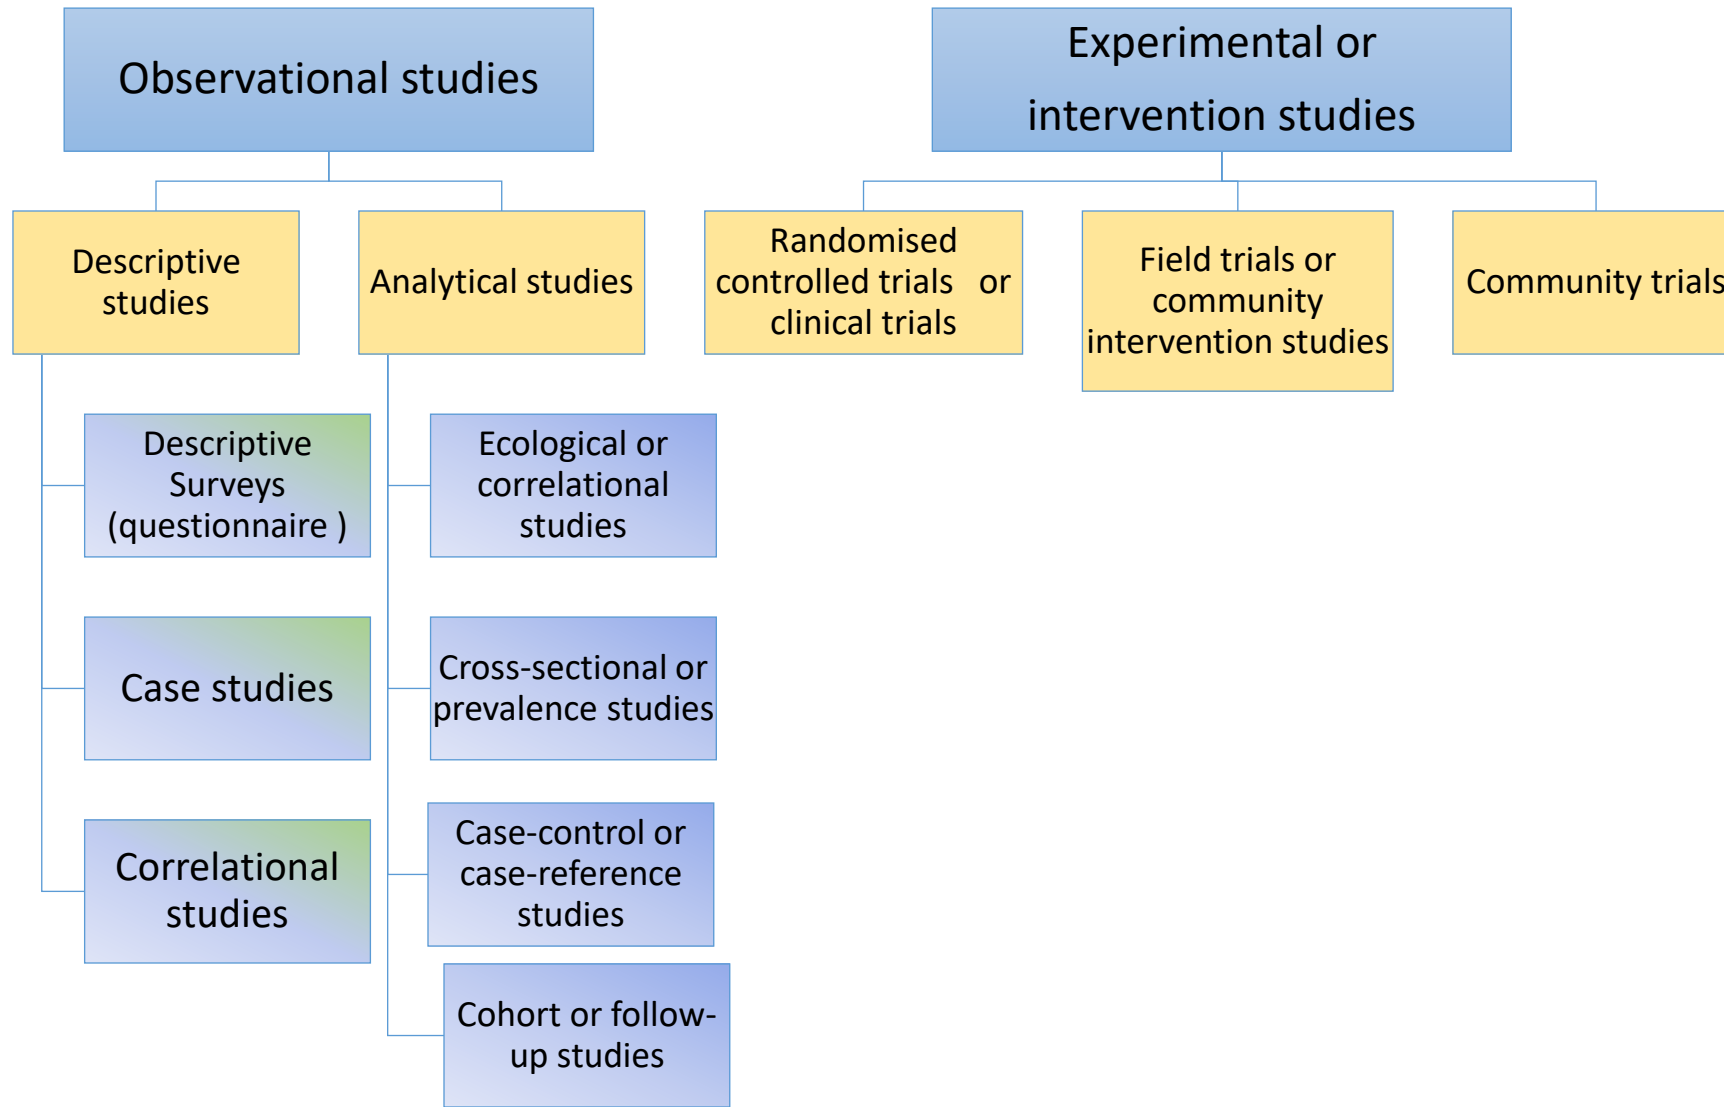 Observational studies
Experimental or
intervention studies
Descriptive
studies
Analytical studies
Randomised
controlled trials or
clinical trials
Field trials or
community
intervention studies
Community trials
Descriptive
Surveys
(questionnaire )
Ecological or
correlational
studies
Case studies
Cross-sectional or
prevalence studies
Correlational
studies
Case-control or
case-reference
studies
Cohort or follow-
up studies